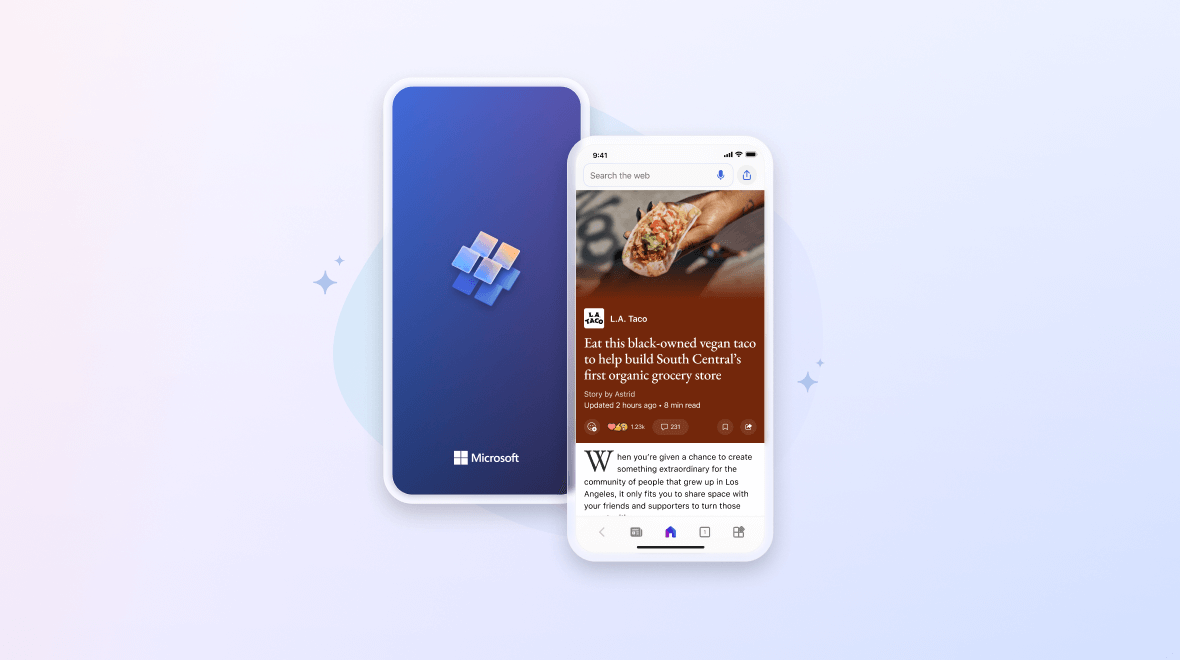 Microsoft
9:41
Search the web
L.A.
TACO
L.A. Taco
Eat this black-owned vegan taco
to help build South Central's
first organic grocery store
Story by Astrid
Updated 2 hours ago • 8 min read
1.23k
231
When you're given a chance to create
something extraordinary for the
community of people that grew up in Los
Angeles, it only fits you to share space with
your friends and supporters to turn those